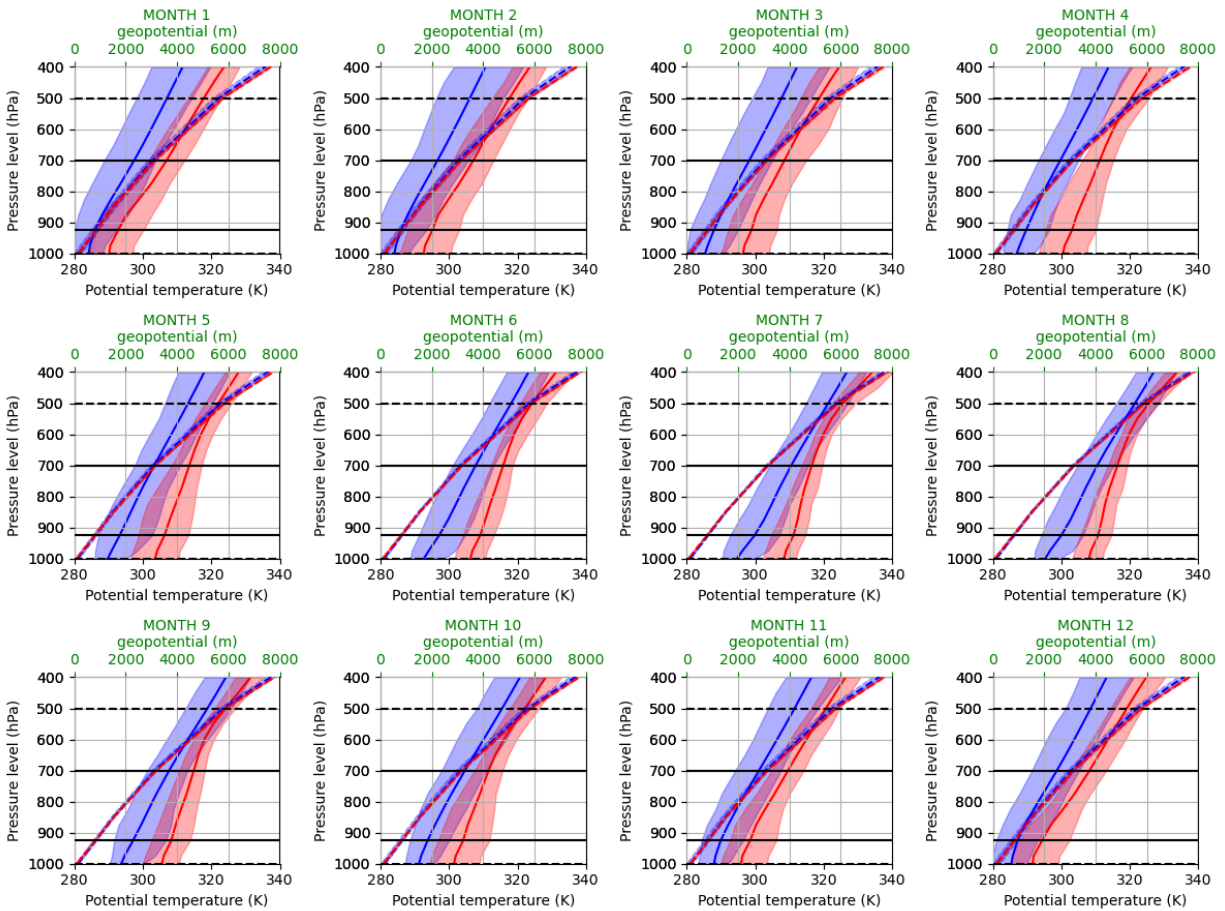 MONTH 1 MONTH 2 MONTH 3 MONTH 4
geopotential (m) geopotential (m) geopotential (m) geopotential (m)
0 2000 4000 6000 8000 0 2000 4000 6000 8000 0 2000 4000 6000 8000 0 2000 4000 6000 8000
Pressure level (hPa) Pressure level (hPa) Pressure level (hPa) Pressure level (hPa)
400 400 400 400
500 500 500 500
600 600 600 600
700 700 700 700
800 800 800 800
900 900 900 900
1000 1000 1000 1000
280 300 320 340 280 300 320 340 280 300 320 340 280 300 320 340
Potential temperature (K) Potential temperature (K) Potential temperature (K) Potential temperature (K)
MONTH 5 MONTH 6 MONTH 7 MONTH 8
geopotential (m) geopotential (m) geopotential (m) geopotential (m)
0 2000 4000 6000 8000 0 2000 4000 6000 8000 0 2000 4000 6000 8000 0 2000 4000 6000 8000
Pressure level (hPa) Pressure level (hPa) Pressure level (hPa) Pressure level (hPa)
400 400 400 400
500 500 500 500
600 600 600 600
700 700 700 700
800 800 800 800
900 900 900 900
1000 1000 1000 1000
280 300 320 340 280 300 320 340 280 300 320 340 280 300 320 340
Potential temperature (K) Potential temperature (K) Potential temperature (K) Potential temperature (K)
MONTH 9 MONTH 10 MONTH 11 MONTH 12
geopotential (m) geopotential (m) geopotential (m) geopotential (m)
0 2000 4000 6000 8000 0 2000 4000 6000 8000 0 2000 4000 6000 8000 0 2000 4000 6000 8000
Pressure level (hPa) Pressure level (hPa) Pressure level (hPa) Pressure level (hPa)
400 400 400 400
500 500 500 500
600 600 600 600
700 700 700 700
800 800 800 800
900 900 900 900
1000 1000 1000 1000
280 300 320 340 280 300 320 340 280 300 320 340 280 300 320 340
Potential temperature (K) Potential temperature (K) Potential temperature (K) Potential temperature (K)